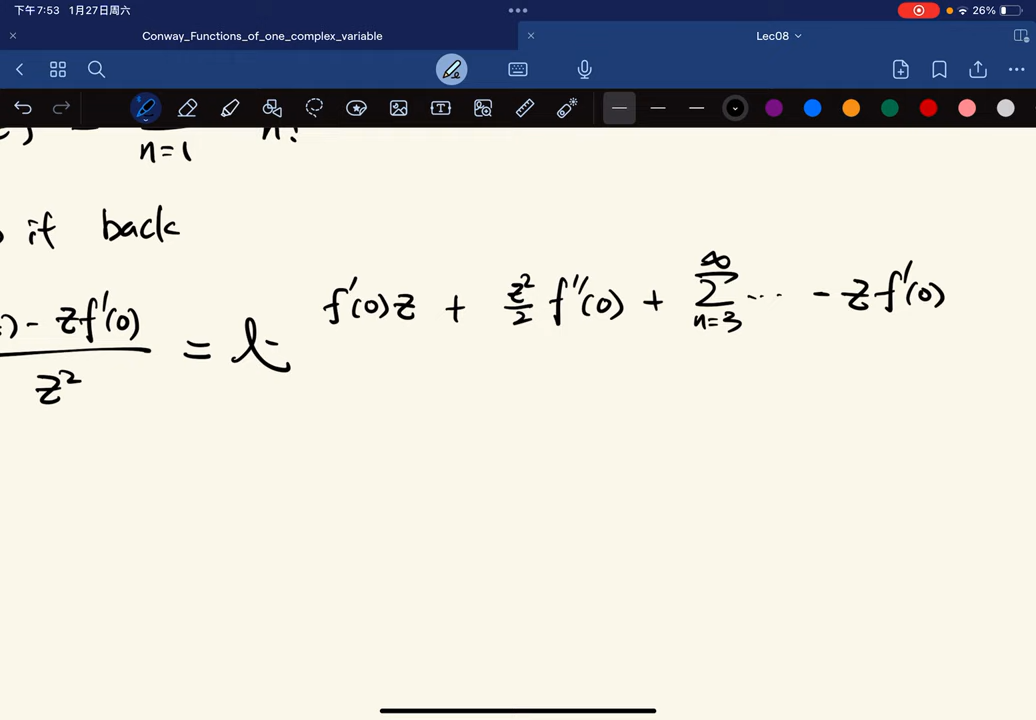 下午7:53 1月27日周六 26%
Conway_Functions_of_one_complex_variable Lec08
n=1 n!
it back
) - zf'(0) / z² = f'(0)z + z²/2 f''(0) + ∑_{n=3}^{∞} ... - zf'(0)